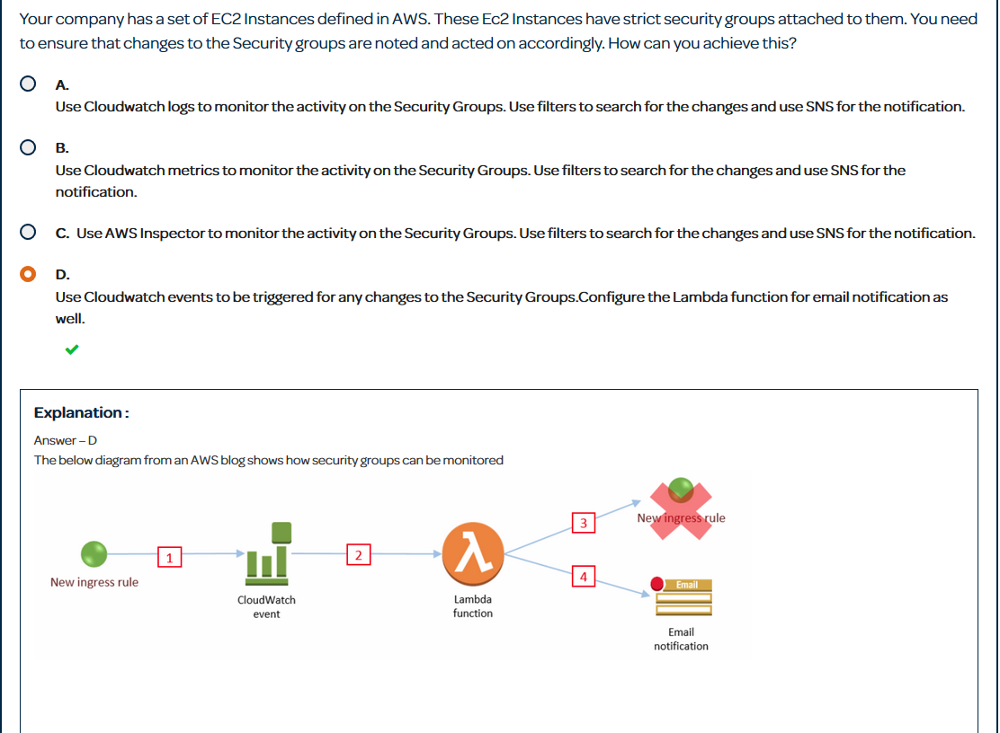 Your company has a set of EC2 Instances defined in AWS. These Ec2 Instances have strict security groups attached to them. You need
to ensure that changes to the Security groups are noted and acted on accordingly. How can you achieve this?
A.
Use Cloudwatch logs to monitor the activity on the Security Groups. Use filters to search for the changes and use SNS for the notification.
B.
Use Cloudwatch metrics to monitor the activity on the Security Groups. Use filters to search for the changes and use SNS for the
notification.
C. Use AWS Inspector to monitor the activity on the Security Groups. Use filters to search for the changes and use SNS for the notification.
D.
Use Cloudwatch events to be triggered for any changes to the Security Groups.Configure the Lambda function for email notification as
well.
Explanation :
Answer – D
The below diagram from an AWS blog shows how security groups can be monitored
New ingress rule
1
CloudWatch
event
2
λ
Lambda
function
3
New ingress rule
4
Email
Email
notification